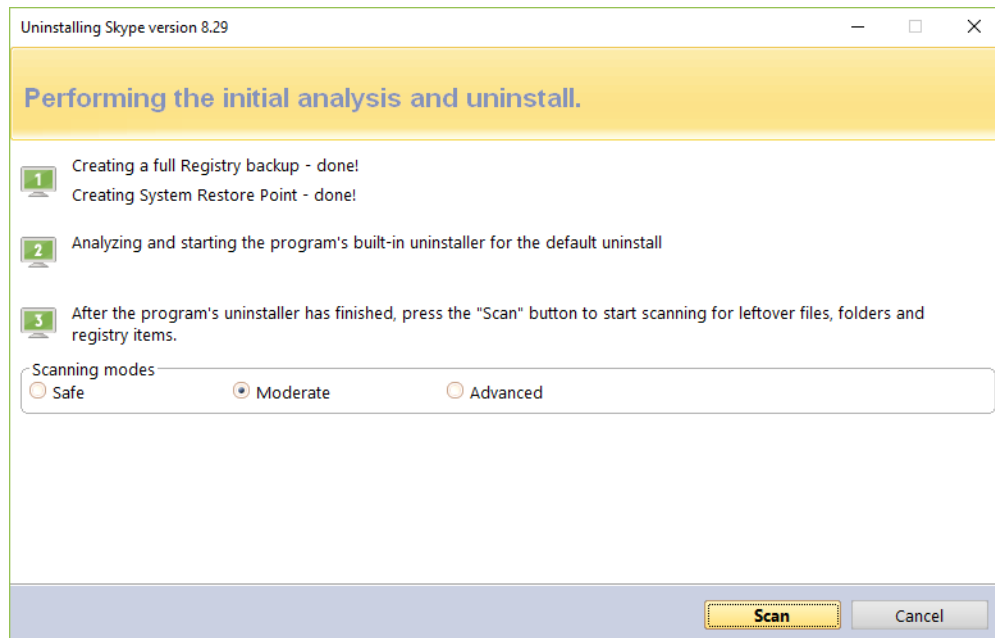 Uninstalling Skype version 8.29
Performing the initial analysis and uninstall.
1
Creating a full Registry backup - done!
Creating System Restore Point - done!
2
Analyzing and starting the program's built-in uninstaller for the default uninstall
3
After the program's uninstaller has finished, press the "Scan" button to start scanning for leftover files, folders and
registry items.
Scanning modes
Safe
Moderate
Advanced
Scan
Cancel